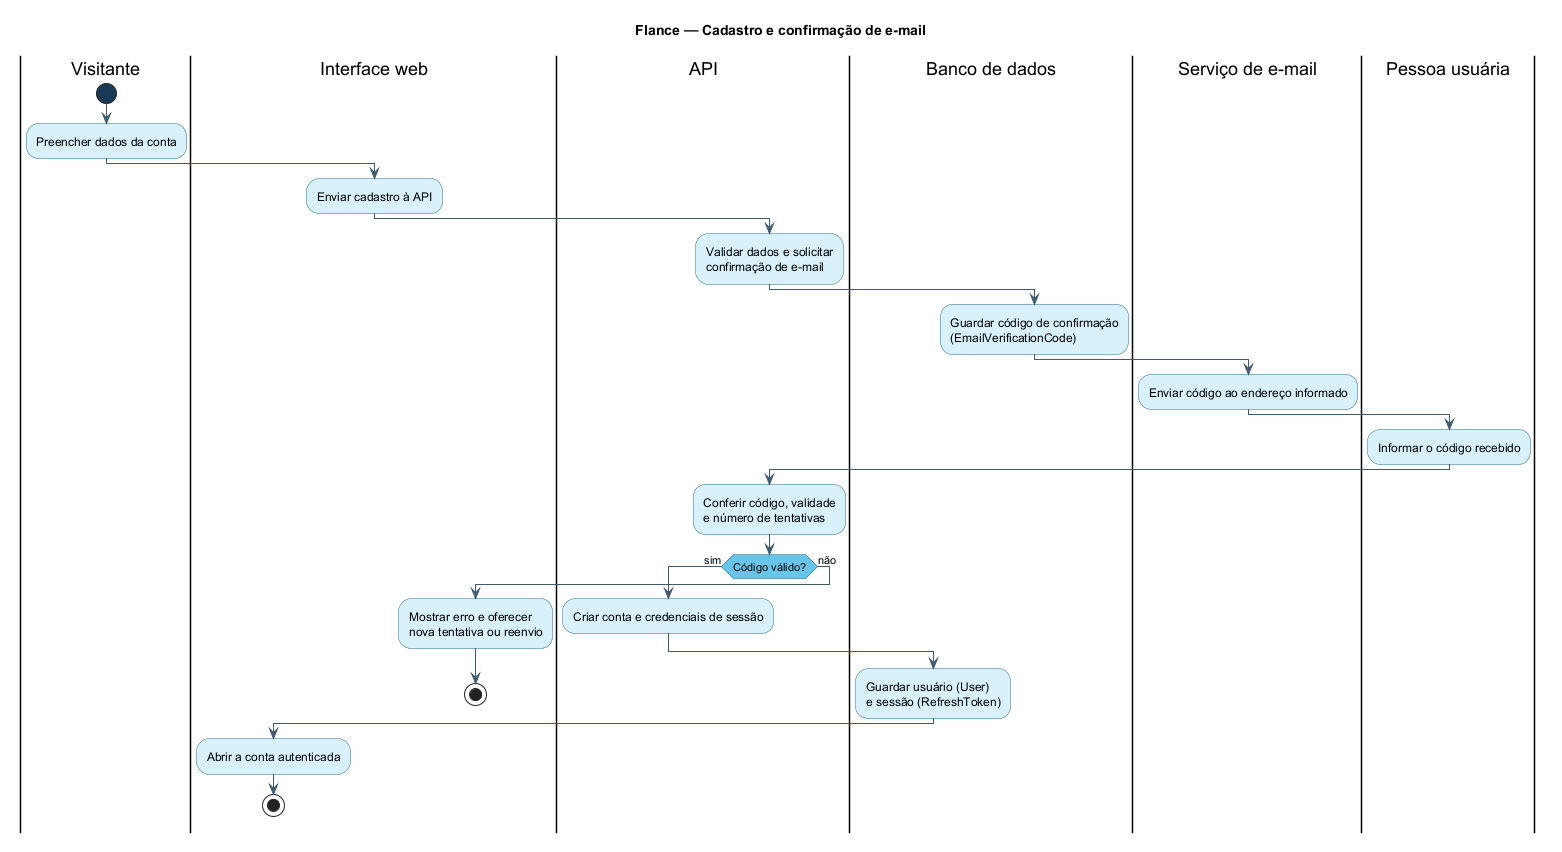 Flance — Cadastro e confirmação de e-mail
Visitante
Interface web
API
Banco de dados
Serviço de e-mail
Pessoa usuária
Preencher dados da conta
Enviar cadastro à API
Validar dados e solicitar
confirmação de e-mail
Guardar código de confirmação
(EmailVerificationCode)
Enviar código ao endereço informado
Informar o código recebido
Conferir código, validade
e número de tentativas
sim
Código válido?
não
Mostrar erro e oferecer
nova tentativa ou reenvio
Criar conta e credenciais de sessão
Guardar usuário (User)
e sessão (RefreshToken)
Abrir a conta autenticada